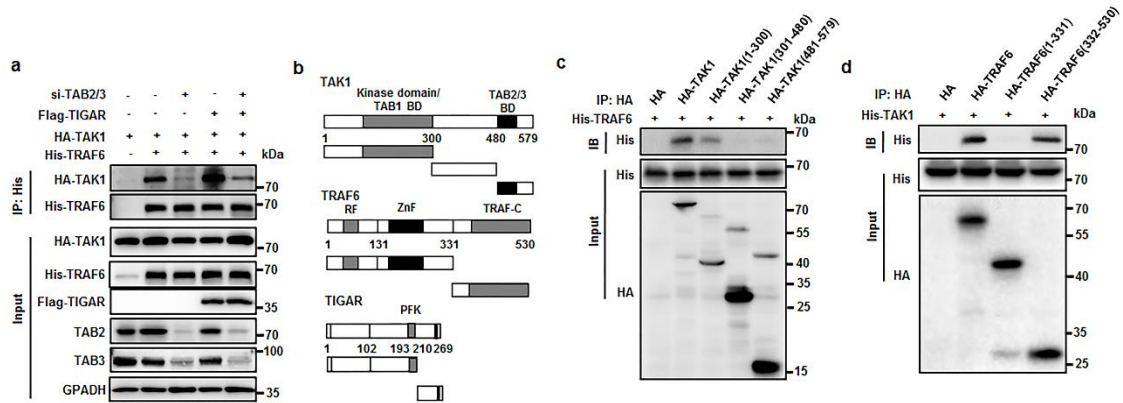 a
si-TAB2/3 - - + - +
Flag-TIGAR - - - + +
HA-TAK1 + + + + +
His-TRAF6 - + + + + kDa
IP: His
HA-TAK1 70
His-TRAF6 70
Input
HA-TAK1 70
His-TRAF6 70
Flag-TIGAR 35
TAB2 70
TAB3 100
GPADH 35
b
TAK1
Kinase domain/
TAB1 BD
TAB2/3
BD
1 300 480 579
TRAF6
RF ZnF TRAF-C
1 131 331 530
TIGAR
PFK
1 102 193 210 269
c
HA
HA-TAK1
HA-TAK1(1-300)
HA-TAK1(301-480)
HA-TAK1(481-579)
IP: HA
His-TRAF6 + + + + + kDa
IB His 70
Input
His 70
HA
70
55
40
35
25
15
d
HA
HA-TRAF6
HA-TRAF6(1-331)
HA-TRAF6(332-530)
IP: HA
His-TAK1 + + + + kDa
IB His 70
Input
His 70
HA
70
55
40
35
25